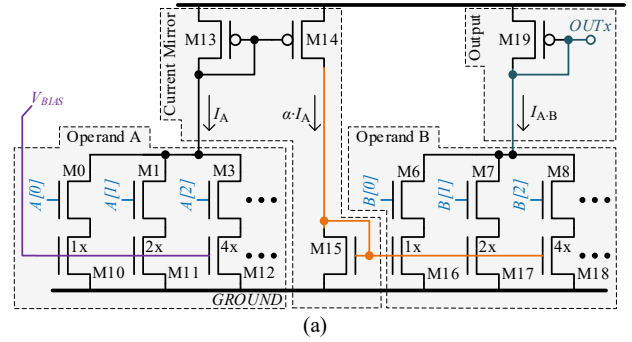 Current Mirror
M13
M14
M19
OUTx
Output
V_BIAS
I_A
α·I_A
I_A·B
Operand A
Operand B
M0
M1
M3
M6
M7
M8
A[0]
A[1]
A[2]
B[0]
B[1]
B[2]
1x
2x
4x
M15
1x
2x
4x
M10
M11
M12
M16
M17
M18
GROUND
(a)